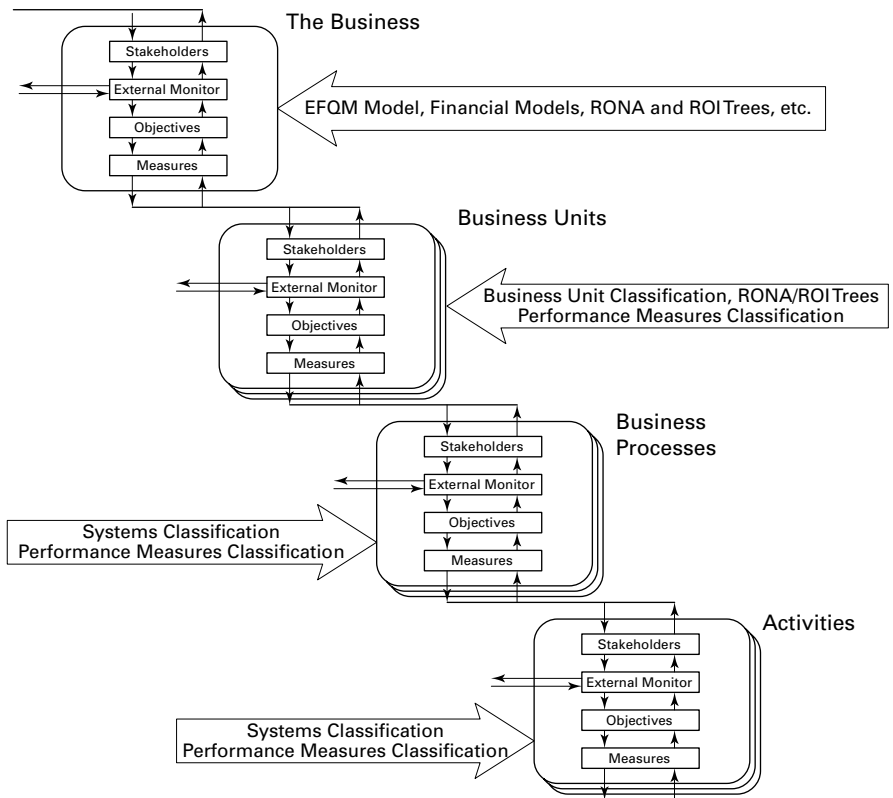 The Business
Stakeholders
External Monitor
Objectives
Measures
EFQM Model, Financial Models, RONA and ROI Trees, etc.
Business Units
Stakeholders
External Monitor
Objectives
Measures
Business Unit Classification, RONA/ROI Trees
Performance Measures Classification
Business
Processes
Stakeholders
External Monitor
Objectives
Measures
Systems Classification
Performance Measures Classification
Activities
Stakeholders
External Monitor
Objectives
Measures
Systems Classification
Performance Measures Classification